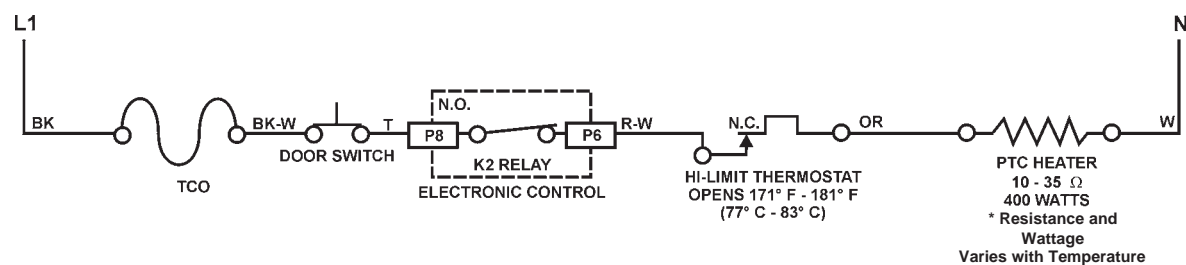 L1
N
BK
TCO
BK-W
DOOR SWITCH
T
N.O.
P8
P6
K2 RELAY
ELECTRONIC CONTROL
R-W
N.C.
HI-LIMIT THERMOSTAT
OPENS 171° F - 181° F
(77° C - 83° C)
OR
W
PTC HEATER
10 - 35 Ω
400 WATTS
* Resistance and
Wattage
Varies with Temperature